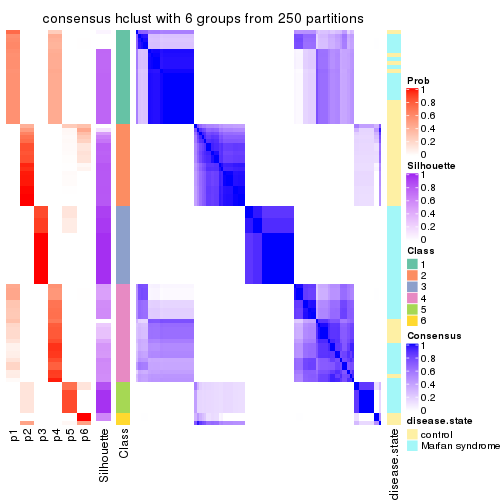 consensus hclust with 6 groups from 250 partitions
Prob
1
0.8
0.6
0.4
0.2
0
Silhouette
1
0.8
0.6
0.4
0.2
0
Class
1
2
3
4
5
6
Consensus
1
0.8
0.6
0.4
0.2
0
disease.state
control
Marfan syndrome
p1
p2
p3
p4
p5
p6
Silhouette
Class
disease.state